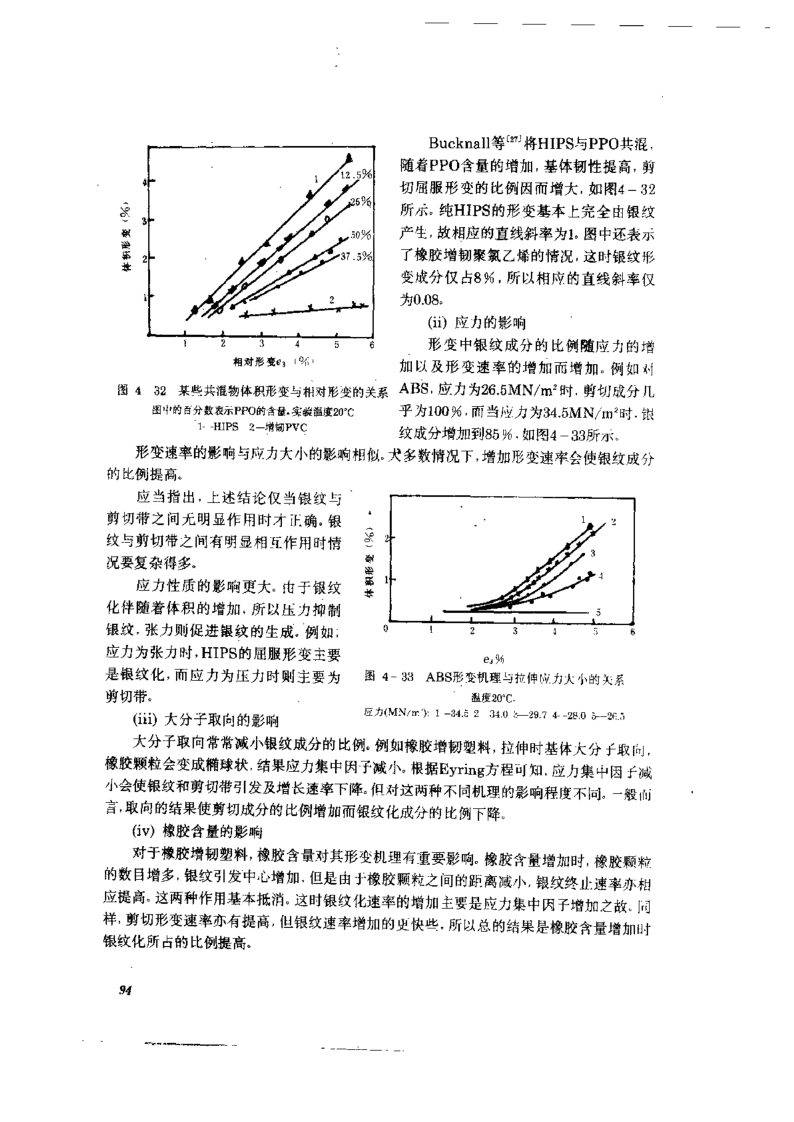 Bucknall等〔27〕将HIPS与PPO共混，
随着PPO含量的增加，基体韧性提高，剪
切屈服形变的比例因而增大，如图4－32
所示。纯HIPS的形变基本上完全由银纹
产生，故相应的直线斜率为1。图中还表示
了橡胶增韧聚氯乙烯的情况，这时银纹形
变成分仅占8%，所以相应的直线斜率仅
为0.08。
(ii) 应力的影响
形变中银纹成分的比例随应力的增
加以及形变速率的增加而增加。例如对
ABS，应力为26.5MN/m²时，剪切成分几
乎为100%，而当应力为34.5MN/m²时，银
纹成分增加到85%，如图4－33所示。
体积形变（%）
4
3
2
1
1
12.5%
25%
50%
37.5%
2
1 2 3 4 5 6
相对形变e₃（%）
图 4 32 某些共混物体积形变与相对形变的关系
图中的百分数表示PPO的含量，实验温度20°C
1--HIPS 2—增韧PVC
形变速率的影响与应力大小的影响相似。大多数情况下，增加形变速率会使银纹成分
的比例提高。
应当指出，上述结论仅当银纹与
剪切带之间无明显作用时才正确。银
纹与剪切带之间有明显相互作用时情
况要复杂得多。
应力性质的影响更大。由于银纹
化伴随着体积的增加，所以压力抑制
银纹，张力则促进银纹的生成。例如：
应力为张力时，HIPS的屈服形变主要
是银纹化，而应力为压力时则主要为
剪切带。
体积形变（%）
2
1
1
2
3
4
5
0 1 2 3 4 5 6
e₃%
图 4－33 ABS形变机理与拉伸应力大小的关系
温度20°C.
应力(MN/m²): 1 -34.5 2 34.0 3—29.7 4--28.0 5—26.5
(iii) 大分子取向的影响
大分子取向常常减小银纹成分的比例。例如橡胶增韧塑料，拉伸时基体大分子取向，
橡胶颗粒会变成椭球状，结果应力集中因子减小。根据Eyring方程可知，应力集中因子减
小会使银纹和剪切带引发及增长速率下降。但对这两种不同机理的影响程度不同。一般而
言，取向的结果使剪切成分的比例增加而银纹化成分的比例下降。
(iv) 橡胶含量的影响
对于橡胶增韧塑料，橡胶含量对其形变机理有重要影响。橡胶含量增加时，橡胶颗粒
的数目增多，银纹引发中心增加，但是由于橡胶颗粒之间的距离减小，银纹终止速率亦相
应提高。这两种作用基本抵消。这时银纹化速率的增加主要是应力集中因子增加之故。同
样，剪切形变速率亦有提高，但银纹速率增加的更快些，所以总的结果是橡胶含量增加时
银纹化所占的比例提高。
94